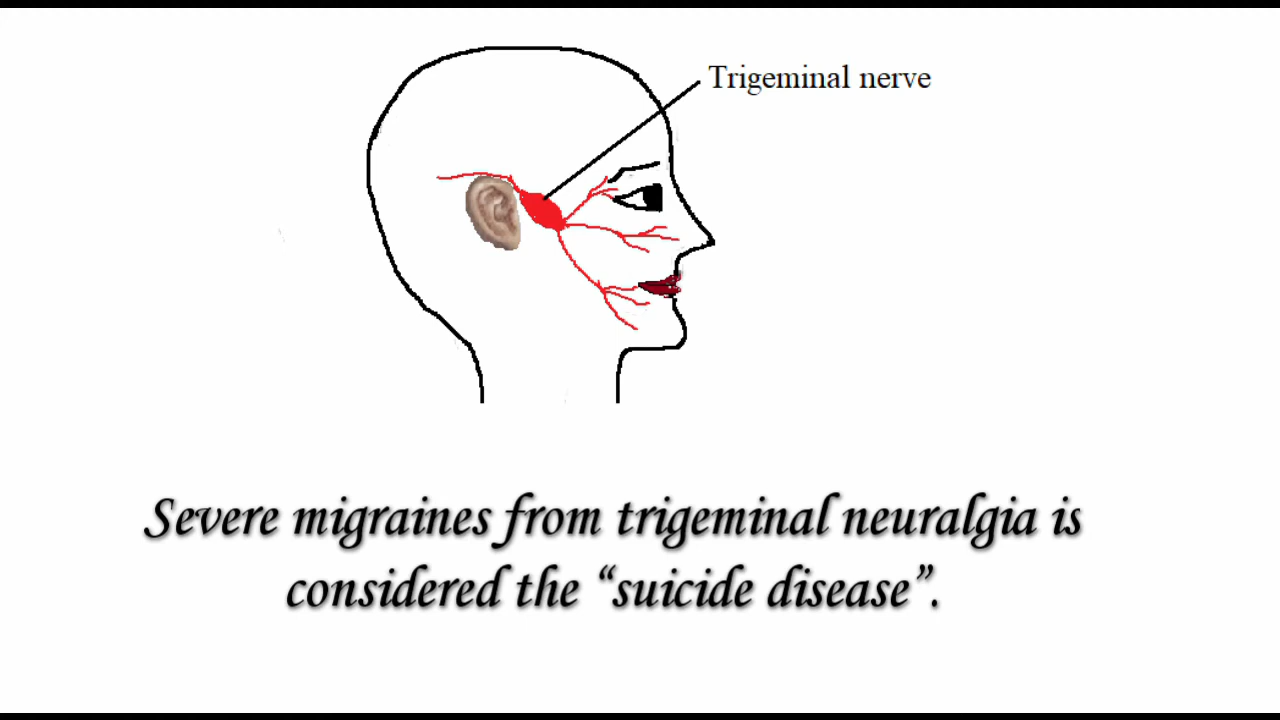 Trigeminal nerve
Severe migraines from trigeminal neuralgia is
considered the “suicide disease”.